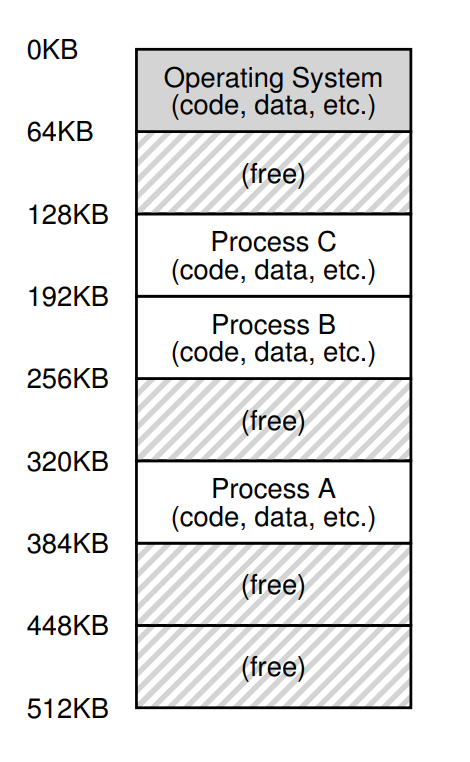 0KB
Operating System
(code, data, etc.)
64KB
(free)
128KB
Process C
(code, data, etc.)
192KB
Process B
(code, data, etc.)
256KB
(free)
320KB
Process A
(code, data, etc.)
384KB
(free)
448KB
(free)
512KB